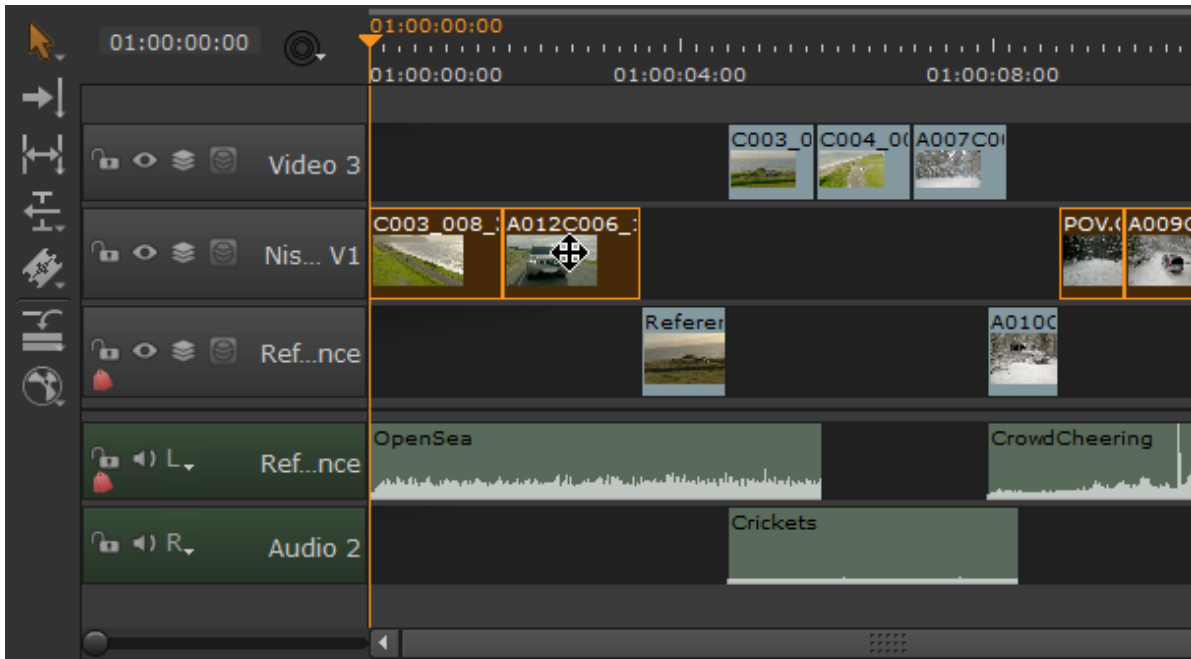 01:00:00:00
01:00:00:00
01:00:00:00 01:00:04:00 01:00:08:00
Video 3
C003_0 C004_0 A007C0
Nis... V1
C003_008_ A012C006_ POV. A009
Ref...nce
Referer A010C
L Ref...nce
OpenSea CrowdCheering
R Audio 2
Crickets